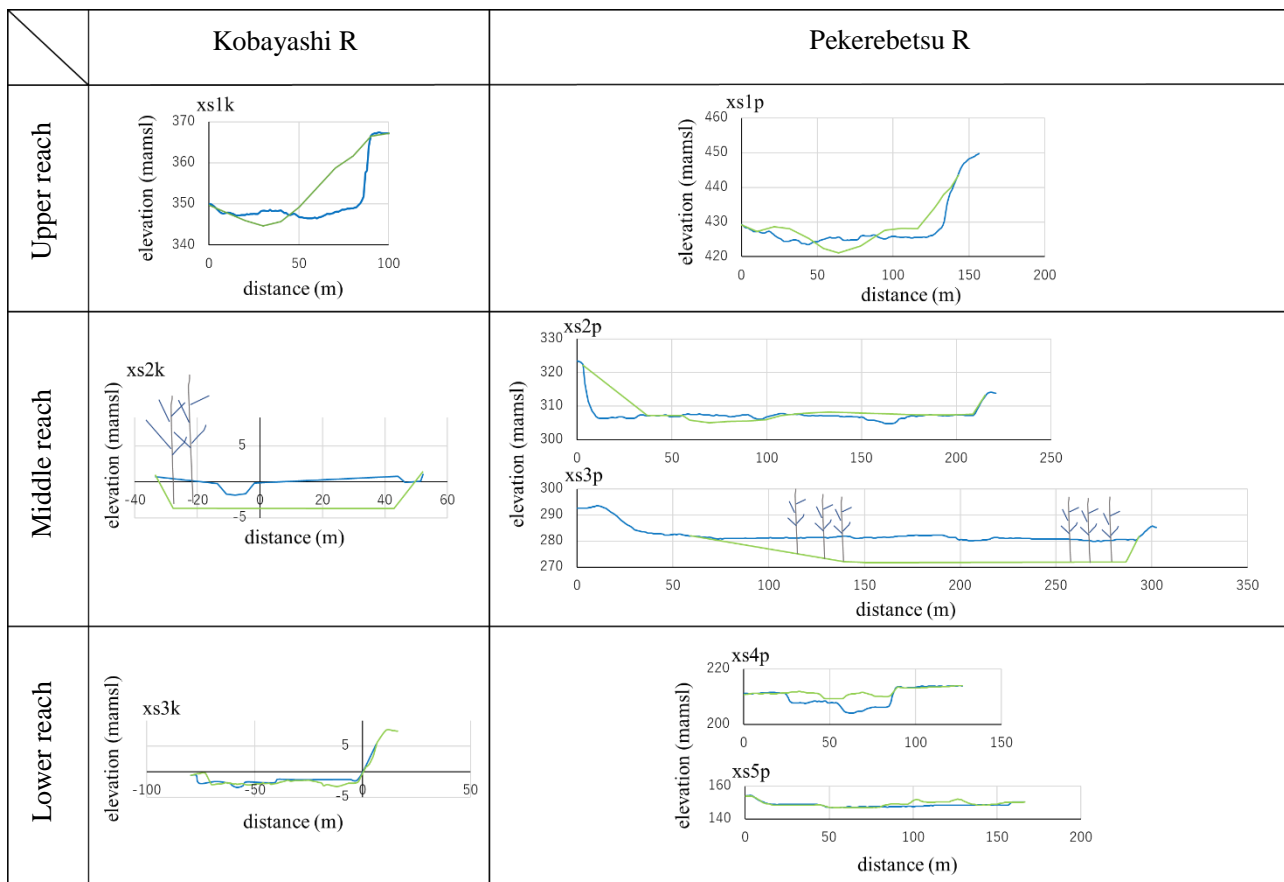 Kobayashi R
Pekerebetsu R
Upper reach
xs1k
elevation (mamsl)
370
360
350
340
0
50
100
distance (m)
xs1p
elevation (mamsl)
460
450
440
430
420
0
50
100
150
200
distance (m)
Middle reach
xs2k
elevation (mamsl)
5
-5
-40
-20
0
20
40
60
distance (m)
xs2p
elevation (mamsl)
330
320
310
300
0
50
100
150
200
250
xs3p
300
290
280
270
0
50
100
150
200
250
300
350
distance (m)
Lower reach
xs3k
elevation (mamsl)
5
-5
-100
-50
0
50
distance (m)
xs4p
elevation (mamsl)
220
200
0
50
100
150
xs5p
160
140
0
50
100
150
200
distance (m)